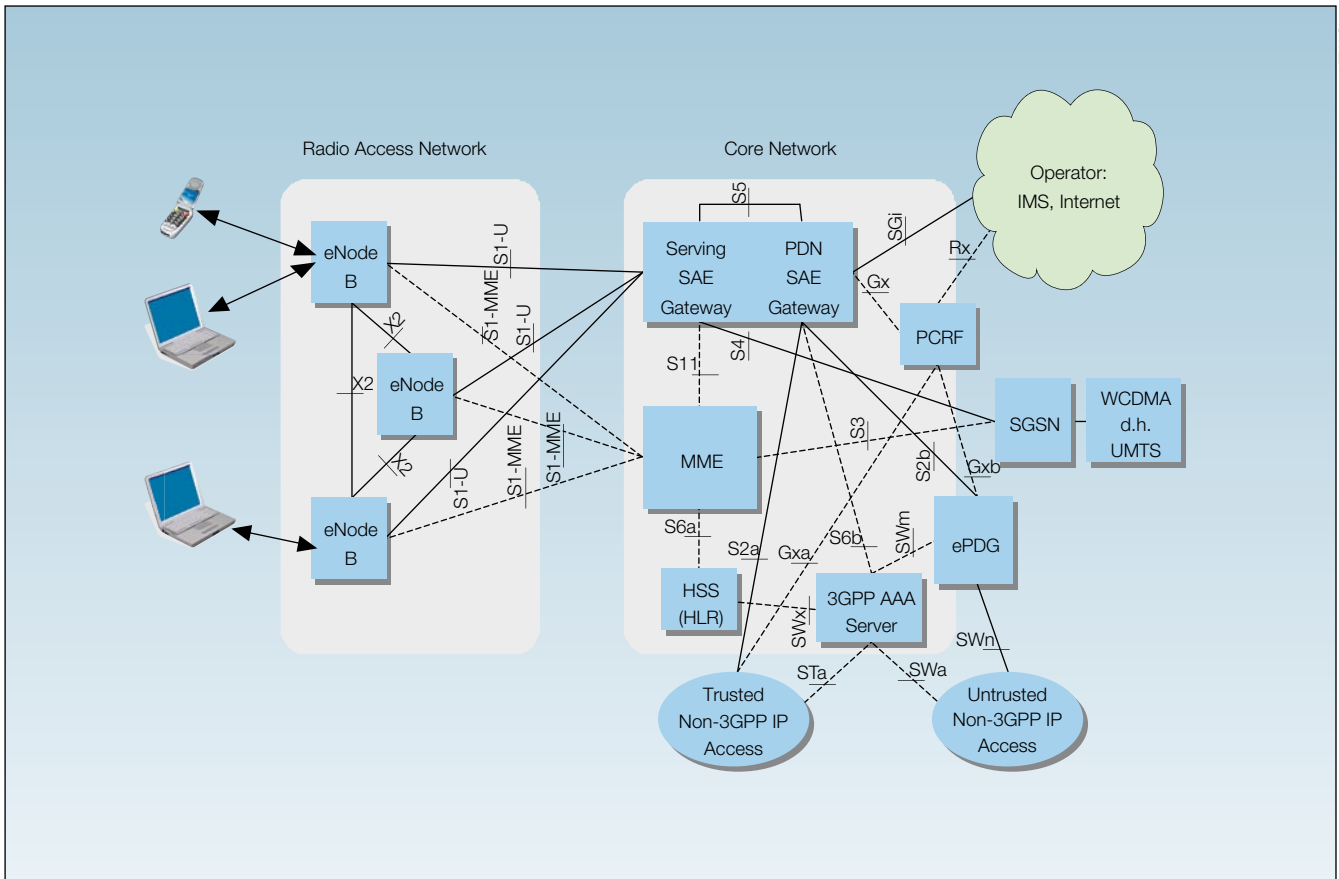 Radio Access Network
Core Network
Operator:
IMS, Internet
eNode
B
eNode
B
eNode
B
X2
X2
X2
S1-U
S1-MME
S1-U
S1-U
S1-MME
S1-MME
S5
Serving
SAE
Gateway
PDN
SAE
Gateway
SGi
Rx
Gx
PCRF
S11
S4
MME
S3
SGSN
WCDMA
d.h.
UMTS
S2b
Gxb
S6a
S2a
Gxa
S6b
SWm
ePDG
HSS
(HLR)
SWx
3GPP AAA
Server
SWn
STa
SWa
Trusted
Non-3GPP IP
Access
Untrusted
Non-3GPP IP
Access